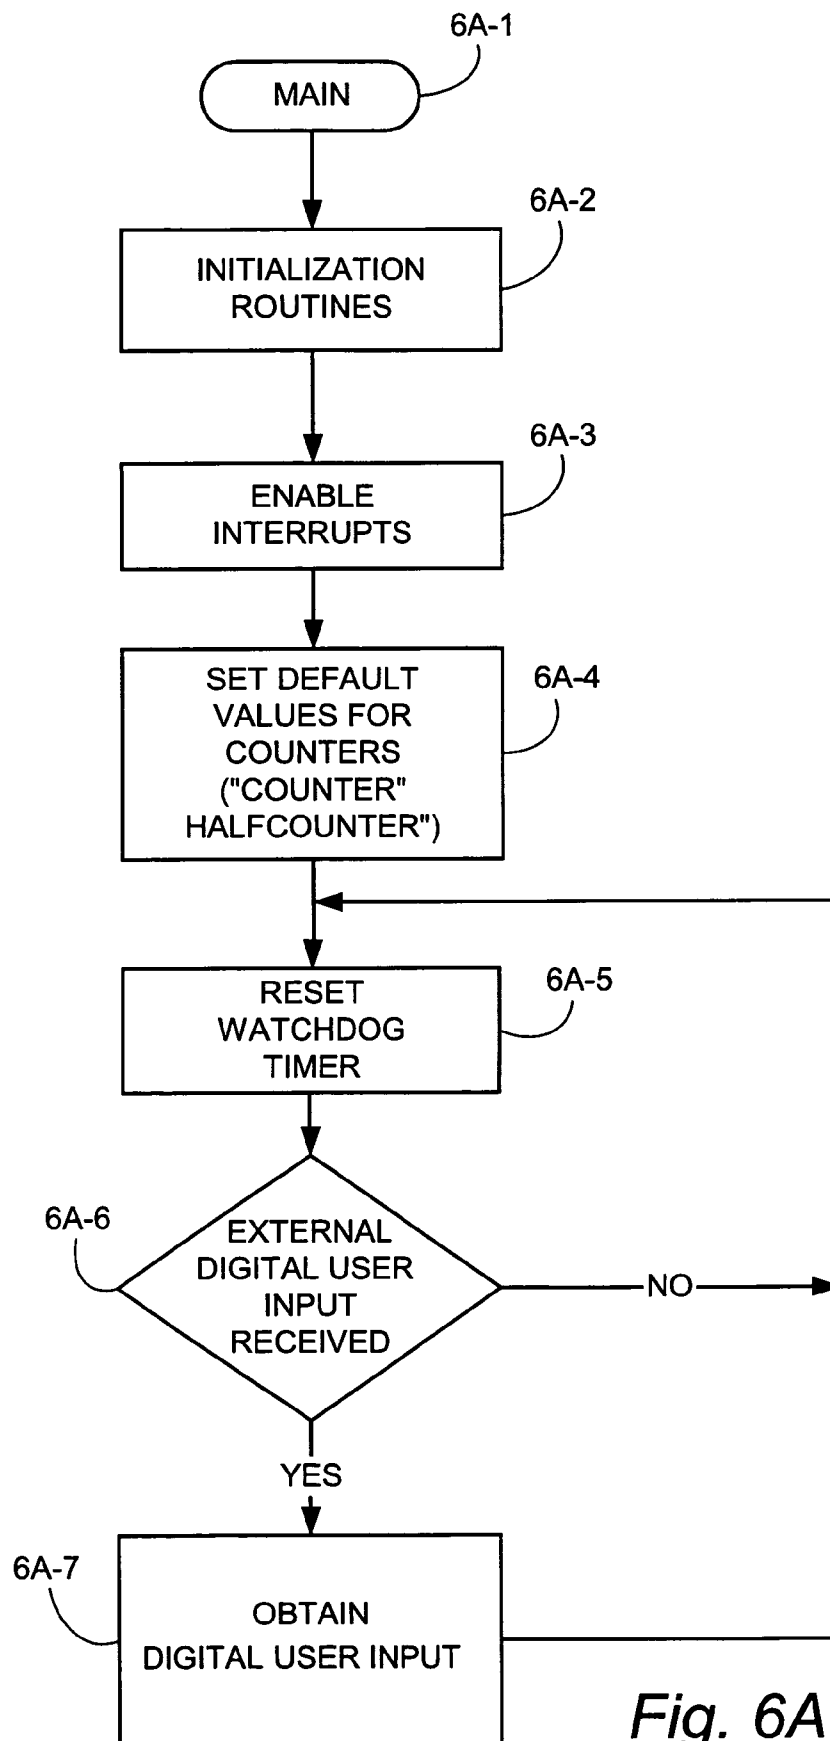 6A-1
MAIN
6A-2
INITIALIZATION
ROUTINES
6A-3
ENABLE
INTERRUPTS
6A-4
SET DEFAULT
VALUES FOR
COUNTERS
("COUNTER"
HALFCOUNTER")
6A-5
RESET
WATCHDOG
TIMER
6A-6
EXTERNAL
DIGITAL USER
INPUT
RECEIVED
NO
YES
6A-7
OBTAIN
DIGITAL USER INPUT
Fig. 6A